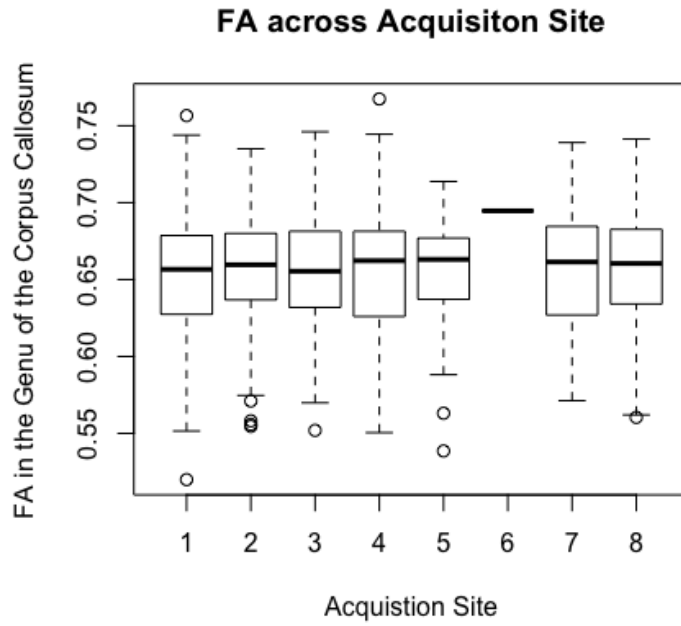 FA across Acquisiton Site
FA in the Genu of the Corpus Callosum
0.75
0.70
0.65
0.60
0.55
1 2 3 4 5 6 7 8
Acquistion Site